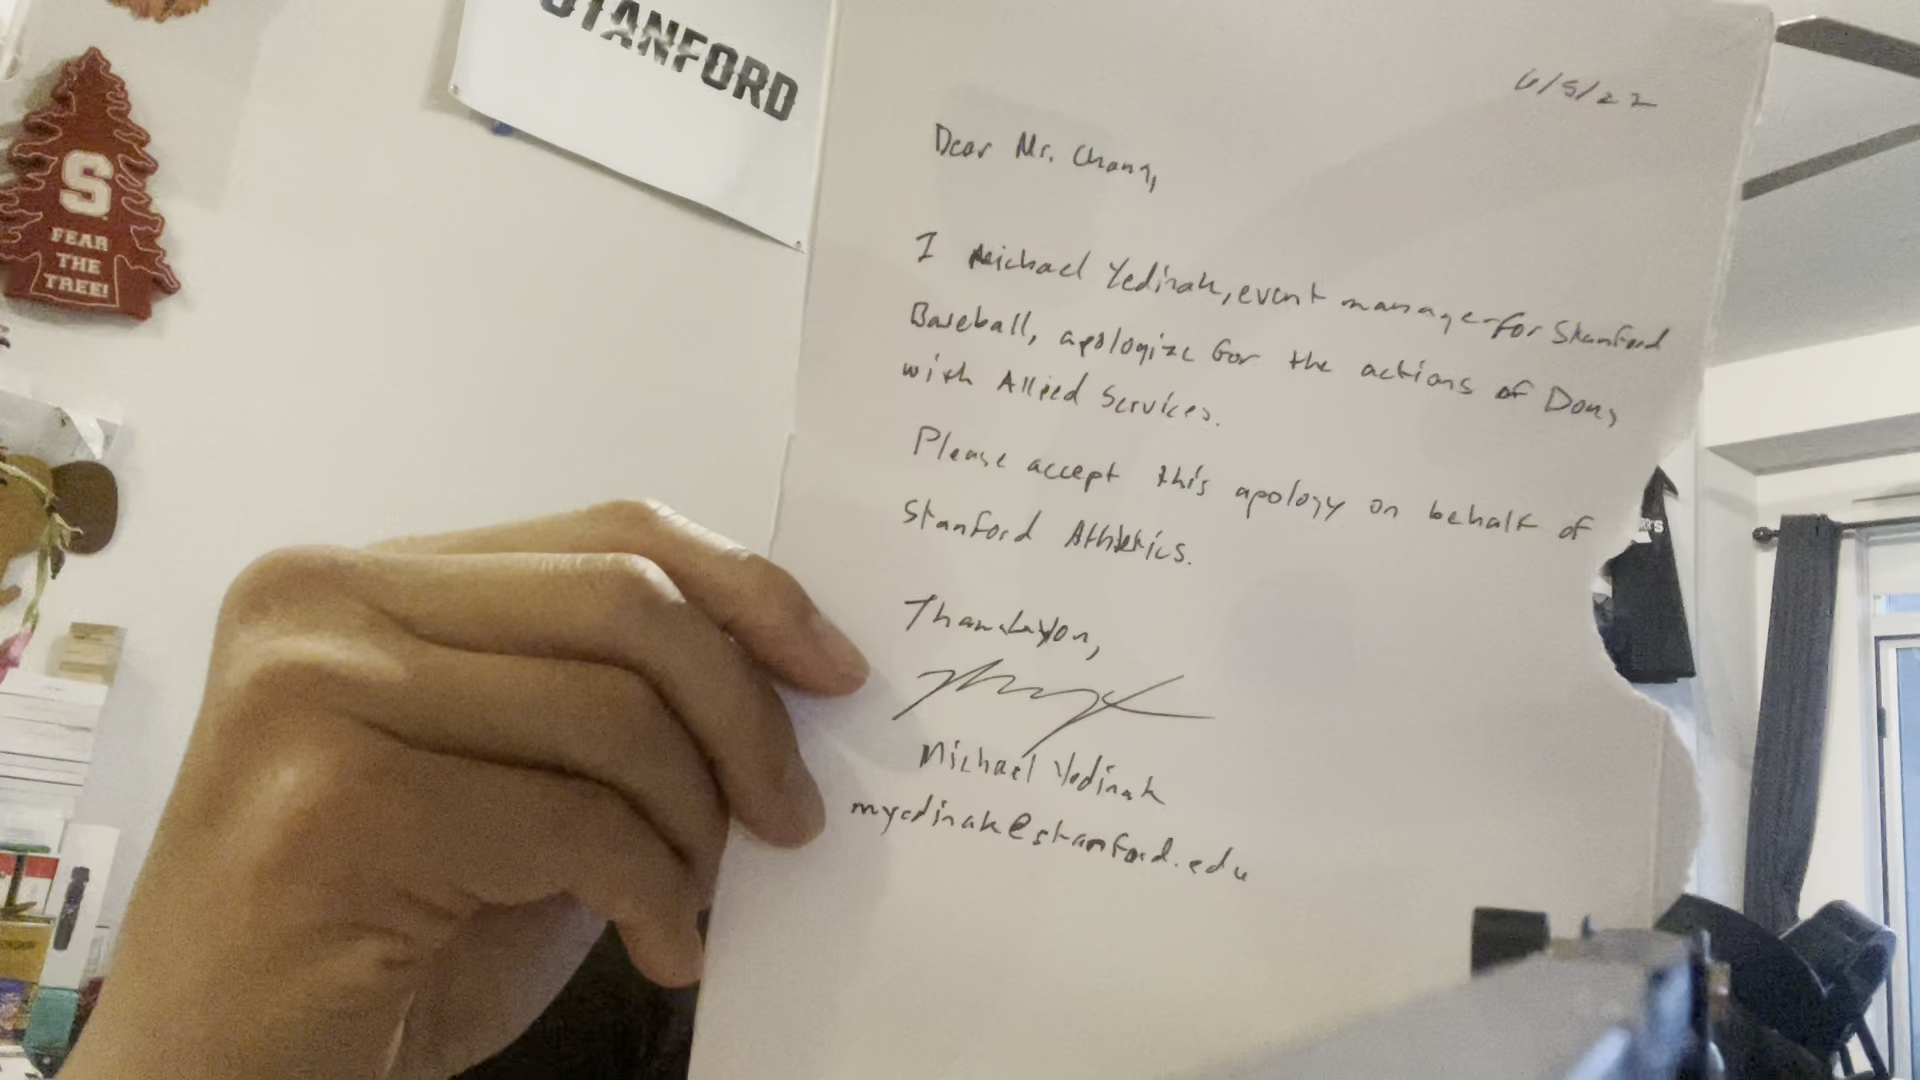 STANFORD
S
FEAR
THE
TREE!
6/5/22
Dear Mr. Chang,
I Michael Yedinak, event manager for Stanford
Baseball, apologize for the actions of Doug
with Allied Services.
Please accept this apology on behalf of
Stanford Athletics.
Thank you,
Michael Yedinak
myedinak@stanford.edu